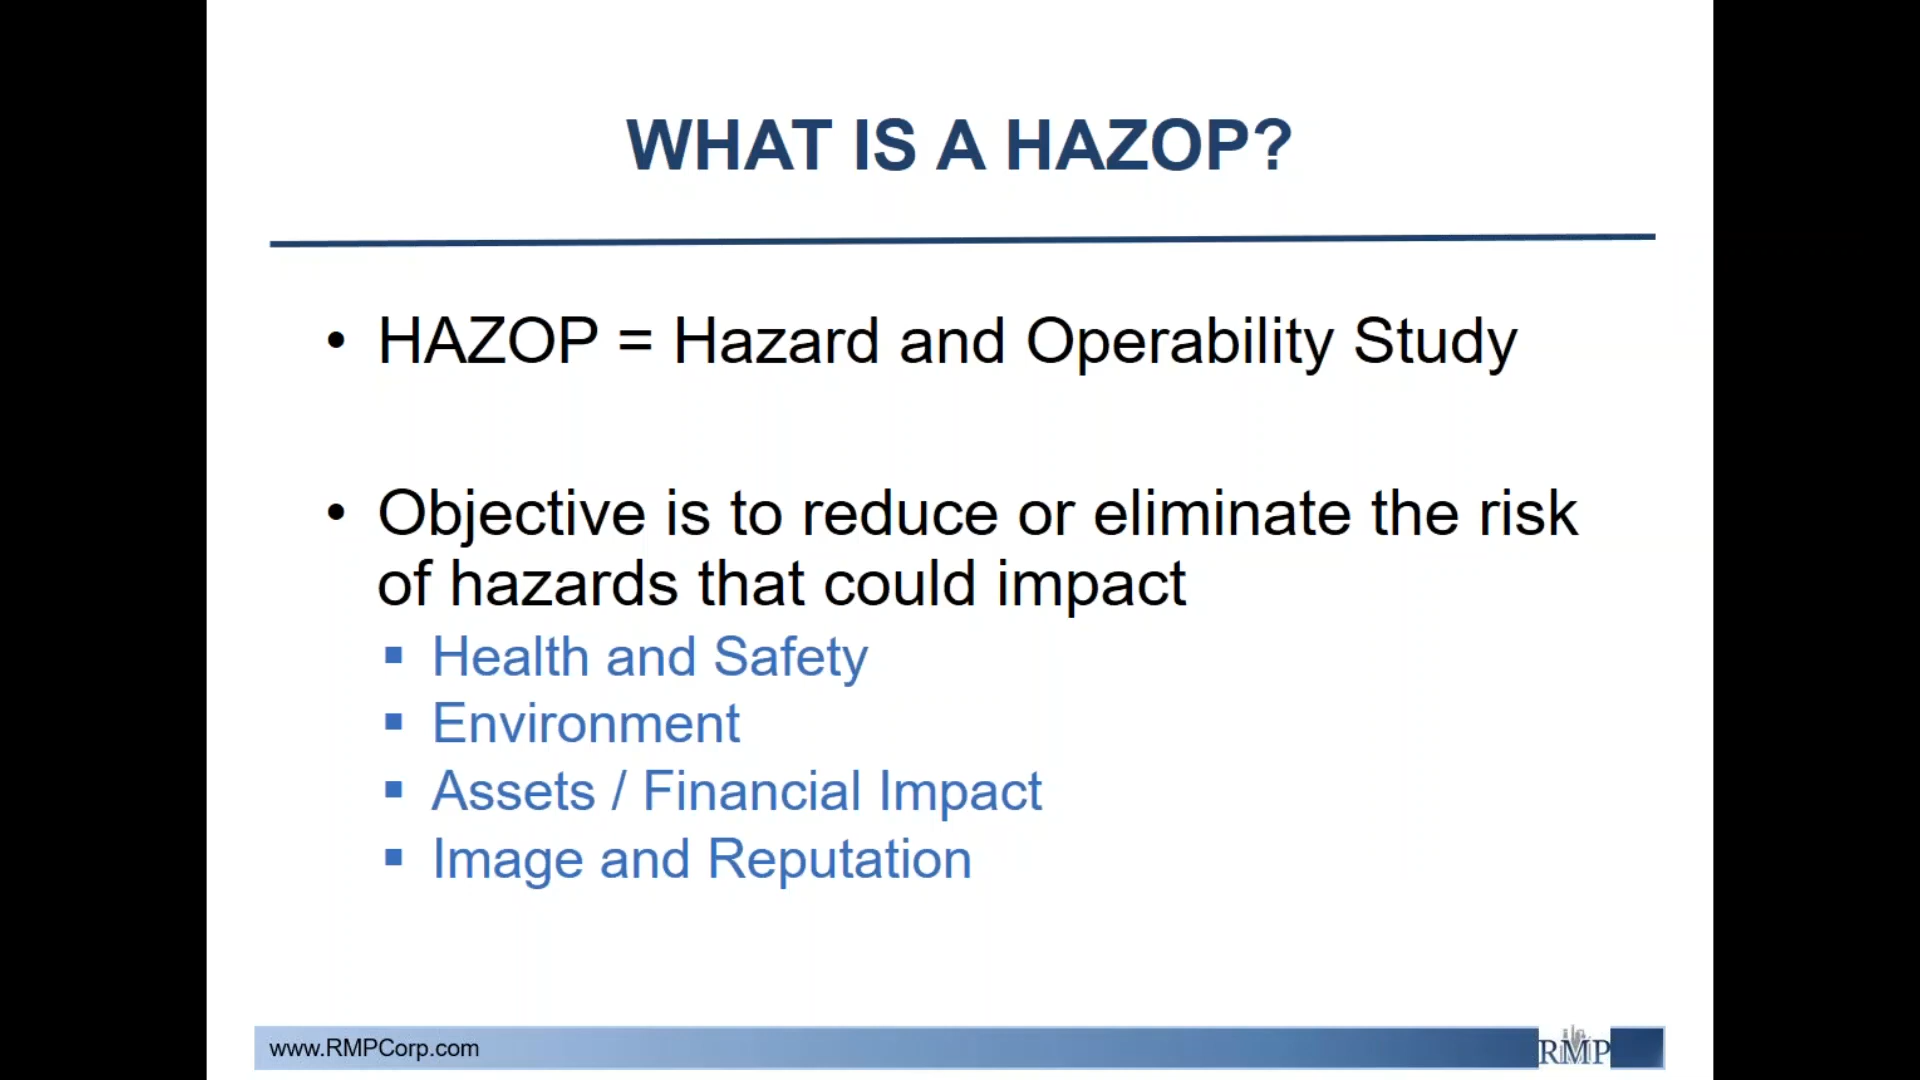 WHAT IS A HAZOP?
• HAZOP = Hazard and Operability Study
• Objective is to reduce or eliminate the risk
of hazards that could impact
▪ Health and Safety
▪ Environment
▪ Assets / Financial Impact
▪ Image and Reputation
www.RMPCorp.com
RMP